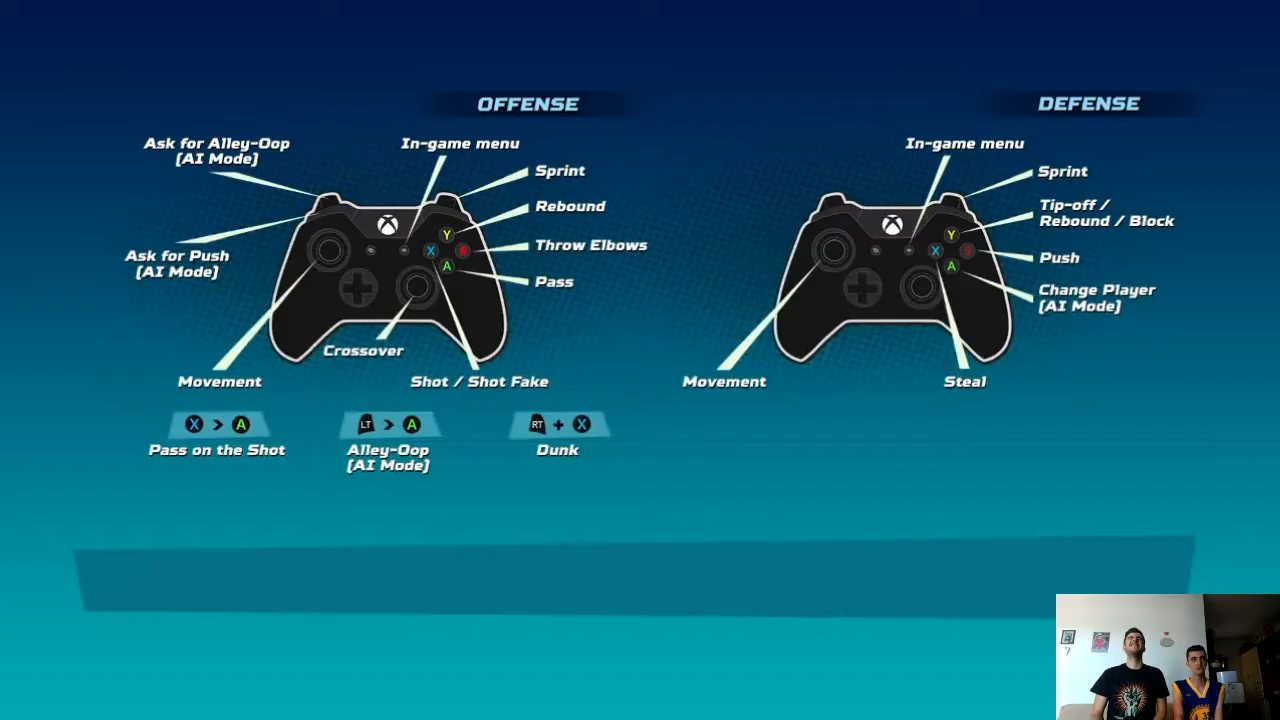 OFFENSE
Ask for Alley-Oop
[AI Mode]
In-game menu
Sprint
Rebound
Throw Elbows
Pass
Ask for Push
[AI Mode]
Y
X
B
A
Crossover
Movement
Shot / Shot Fake
X > A
Pass on the Shot
LT > A
Alley-Oop
[AI Mode]
RT + X
Dunk
DEFENSE
In-game menu
Sprint
Tip-off /
Rebound / Block
Push
Change Player
[AI Mode]
Y
X
B
A
Movement
Steal